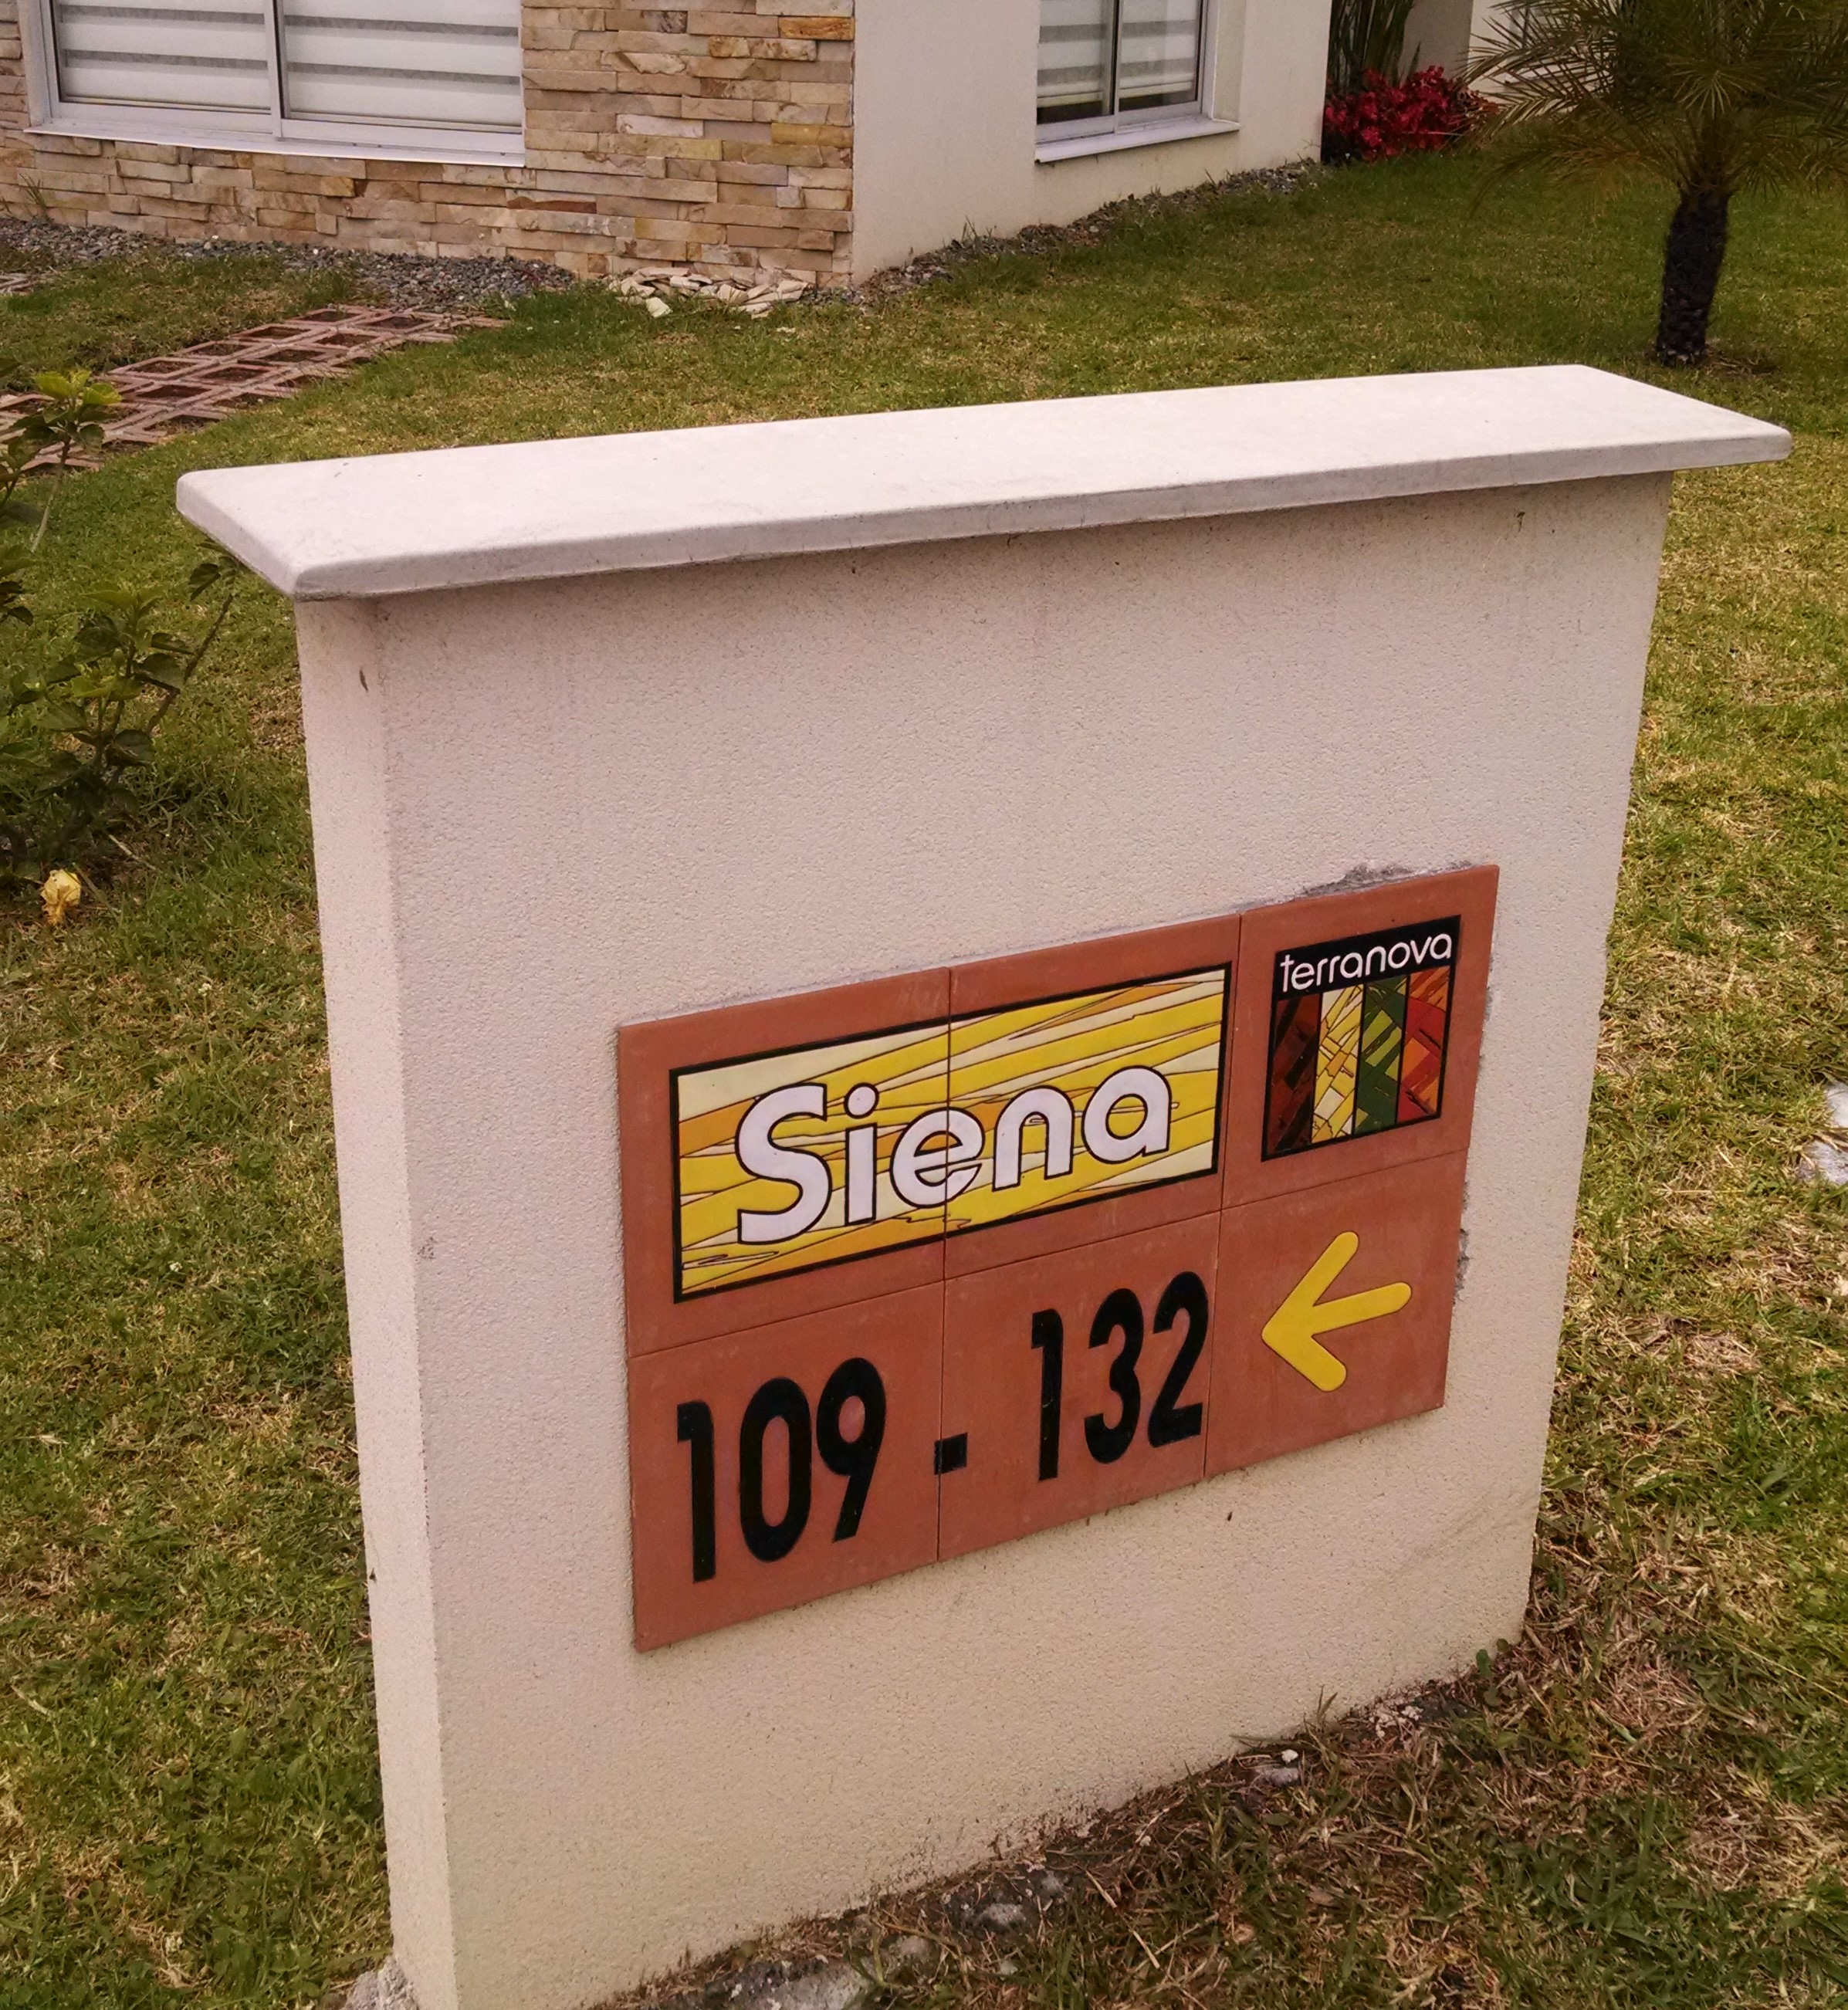 Siena
terranova
109 - 132